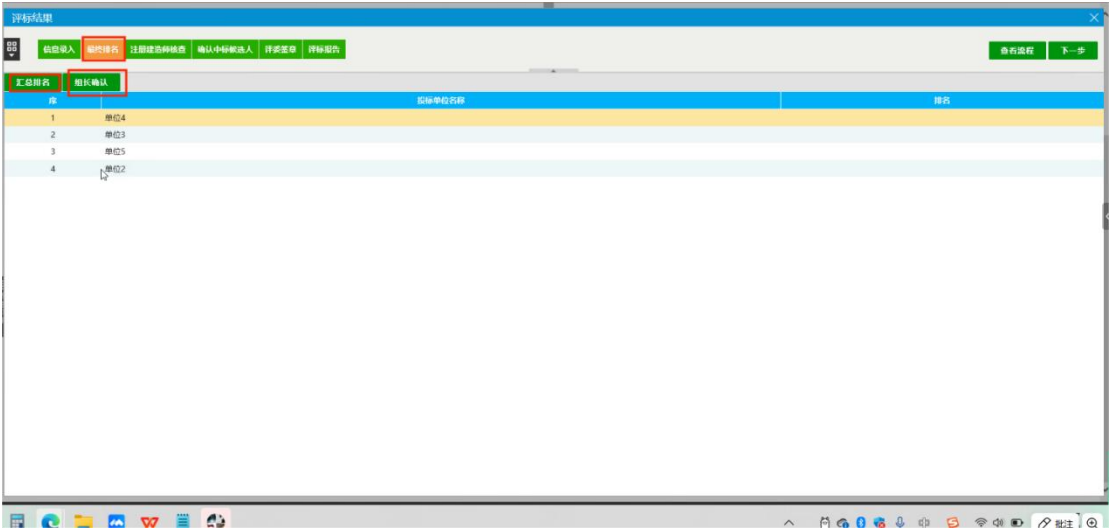 评标结果
信息录入 编控排名 注册建造师核查 确认中标候选人 评委签章 评标报告 查看流程 下一步
汇总排名 组长确认
序 投标单位名称 排名
1 单位4
2 单位3
3 单位5
4 单位2
批注